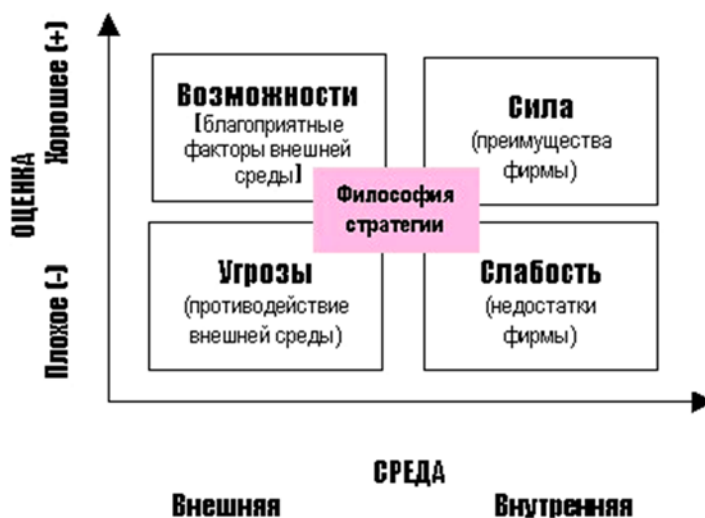 ОЦЕНКА
Хорошее (+)
Плохое (-)
Возможности
[благоприятные
факторы внешней
среды]
Сила
(преимущества
фирмы)
Философия
стратегии
Угрозы
(противодействие
внешней среды)
Слабость
(недостатки
фирмы)
СРЕДА
Внешняя
Внутренняя